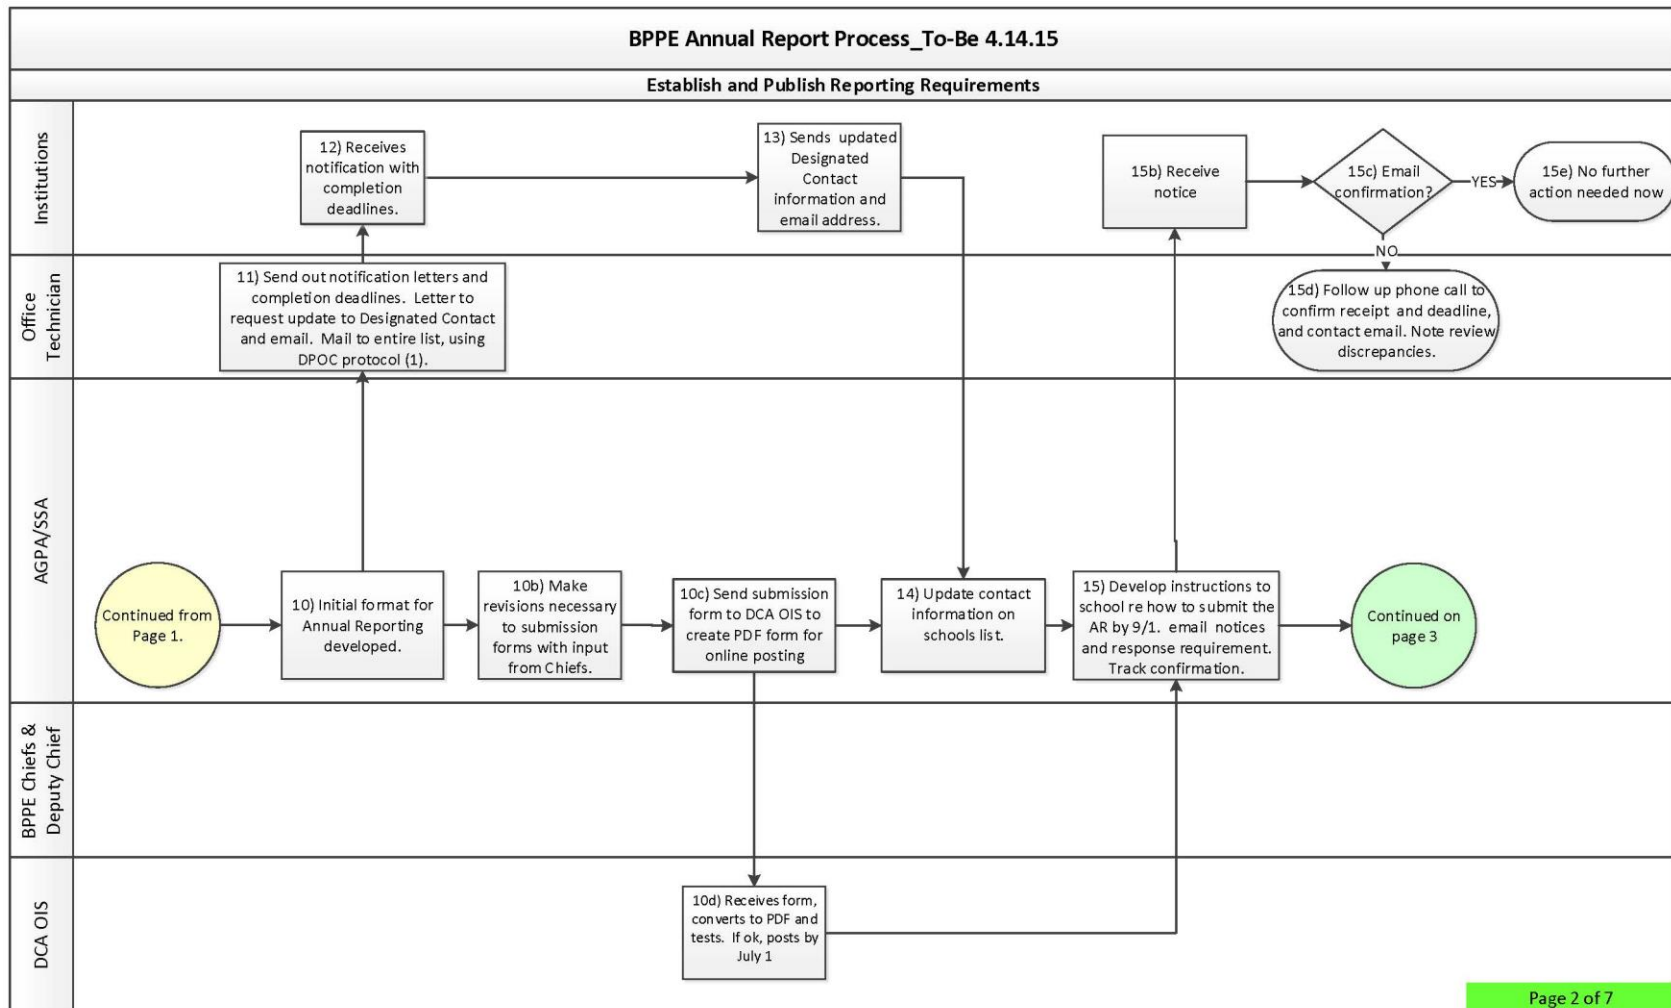 BPPE Annual Report Process_To-Be 4.14.15
Establish and Publish Reporting Requirements
Institutions
12) Receives
notification with
completion
deadlines.
13) Sends updated
Designated
Contact
information and
email address.
15b) Receive
notice
15c) Email
confirmation?
YES
15e) No further
action needed now
NO
Office
Technician
11) Send out notification letters and
completion deadlines. Letter to
request update to Designated Contact
and email. Mail to entire list, using
DPOC protocol (1).
15d) Follow up phone call to
confirm receipt and deadline,
and contact email. Note review
discrepancies.
AGPA/SSA
Continued from
Page 1.
10) Initial format for
Annual Reporting
developed.
10b) Make
revisions necessary
to submission
forms with input
from Chiefs.
10c) Send submission
form to DCA OIS to
create PDF form for
online posting
14) Update contact
information on
schools list.
15) Develop instructions to
school re how to submit the
AR by 9/1. email notices
and response requirement.
Track confirmation.
Continued on
page 3
BPPE Chiefs &
Deputy Chief
DCA OIS
10d) Receives form,
converts to PDF and
tests. If ok, posts by
July 1
Page 2 of 7